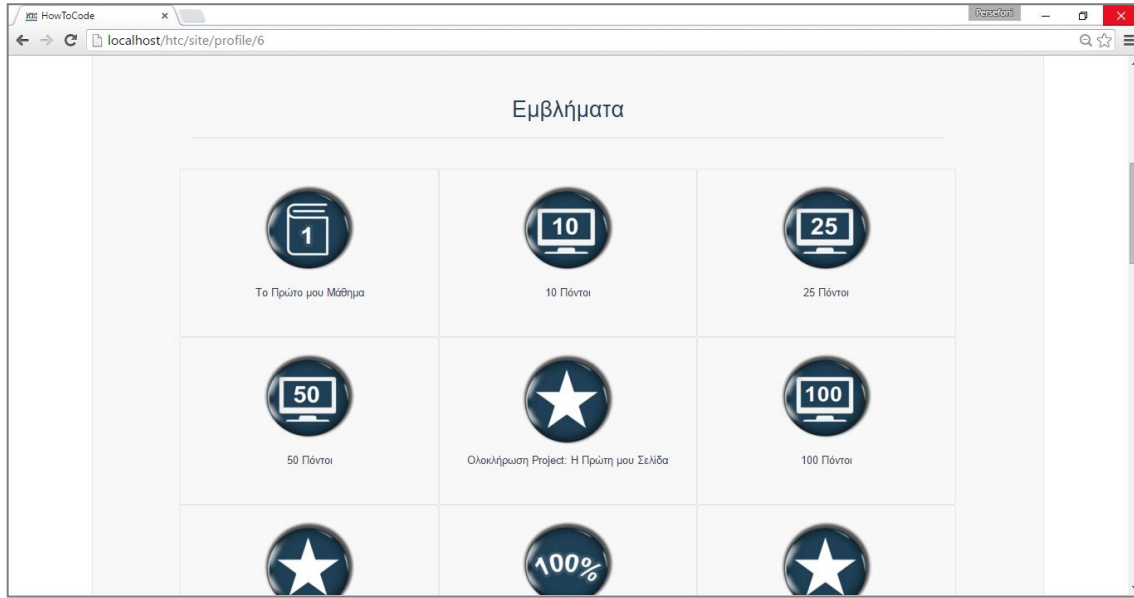 HTC HowToCode
Persefoni
localhost/htc/site/profile/6
Εμβλήματα
1
10
25
Το Πρώτο μου Μάθημα
10 Πόντοι
25 Πόντοι
50
100
50 Πόντοι
Ολοκλήρωση Project: Η Πρώτη μου Σελίδα
100 Πόντοι
100%